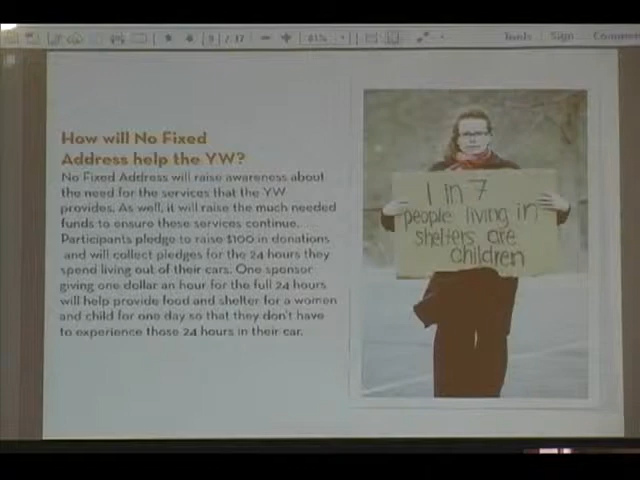 9 / 17
81%
Tools
Sign
Comment
How will No Fixed
Address help the YW?
No Fixed Address will raise awareness about
the need for the services that the YW
provides. As well, it will raise the much needed
funds to ensure these services continue.
Participants pledge to raise $100 in donations
and will collect pledges for the 24 hours they
spend living out of their cars. One sponsor
giving one dollar an hour for the full 24 hours
will help provide food and shelter for a women
and child for one day so that they don't have
to experience those 24 hours in their car.
1 in 7
people living in
shelters are
children